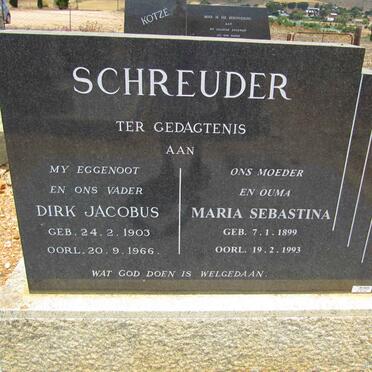 KOTZE
SCHREUDER
TER GEDAGTENIS
AAN
MY EGGENOOT
EN ONS VADER
DIRK JACOBUS
GEB. 24. 2. 1903
OORL. 20. 9. 1966.
ONS MOEDER
EN OUMA
MARIA SEBASTINA
GEB. 7. 1. 1899
OORL. 19. 2. 1993
WAT GOD DOEN IS WELGEDAAN.